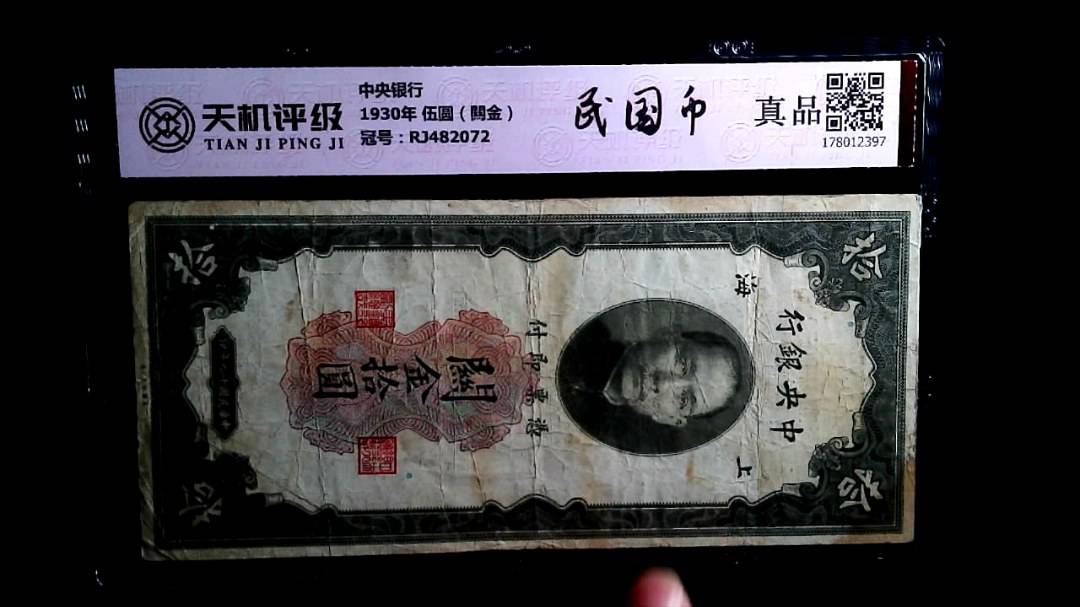 天机评级
TIAN JI PING JI
中央银行
1930年 伍圆（關金）
冠号：RJ482072
民国币
真品
178012397
拾
拾
中央銀行
上
海
憑票即付
關金拾圓
拾
拾